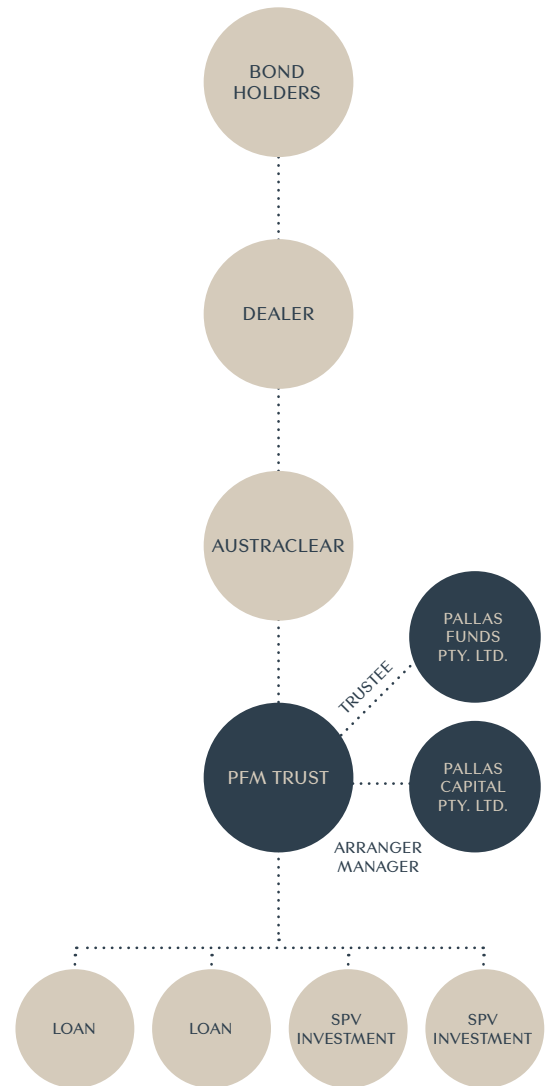 BOND
HOLDERS
DEALER
AUSTRACLEAR
PALLAS
FUNDS
PTY. LTD.
TRUSTEE
PFM TRUST
PALLAS
CAPITAL
PTY. LTD.
ARRANGER
MANAGER
LOAN
LOAN
SPV
INVESTMENT
SPV
INVESTMENT